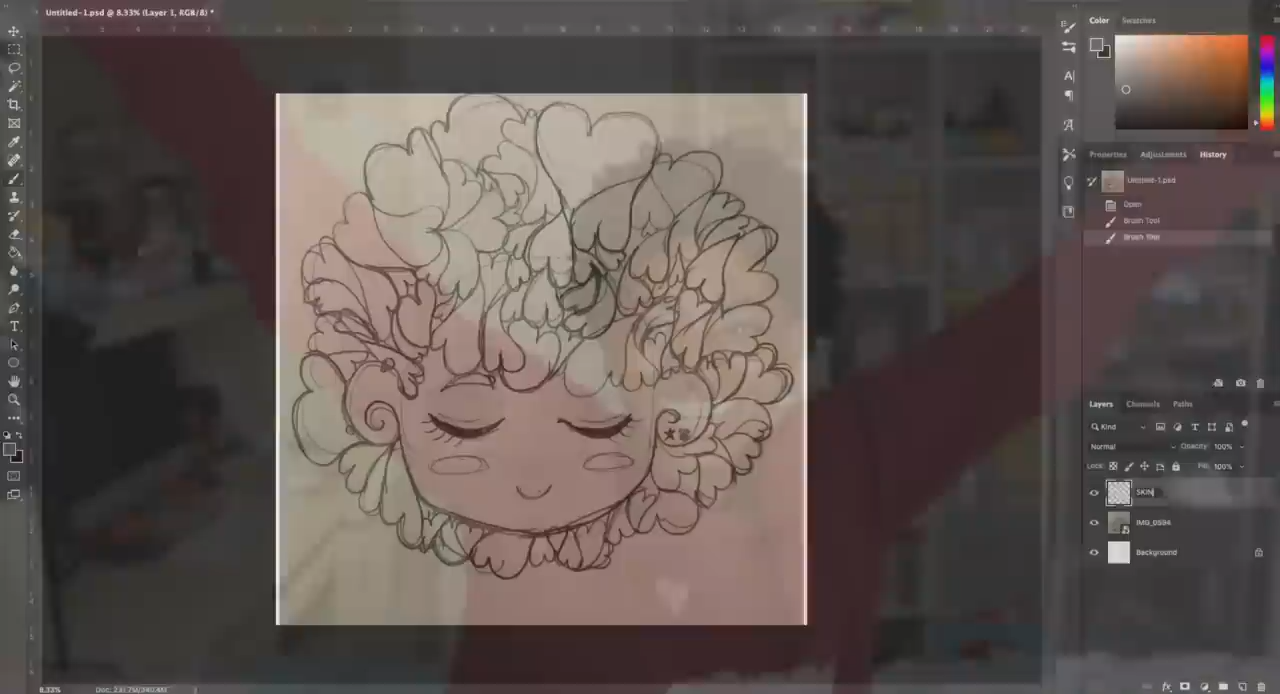 Untitled-1.psd @ 8.33% (Layer 1, RGB/8) *
Color
Swatches
Properties
Adjustments
History
Untitled-1.psd
Open
Brush Tool
Brush Tool
Layers
Channels
Paths
Kind
Normal
Opacity: 100%
Lock:
Fill: 100%
SKIN
IMG_0594
Background
8.33%